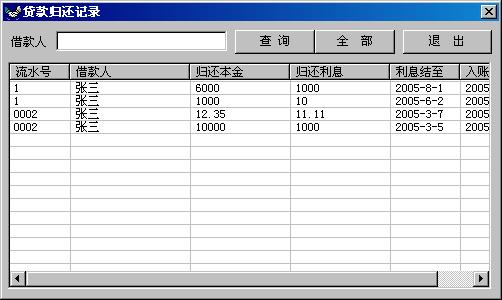 贷款归还记录
借款人 查 询 全 部 退 出
流水号 借款人 归还本金 归还利息 利息结至 入账
1 张三 6000 1000 2005-8-1 2005
1 张三 1000 10 2005-6-2 2005
0002 张三 12.35 11.11 2005-3-7 2005
0002 张三 10000 1000 2005-3-5 2005